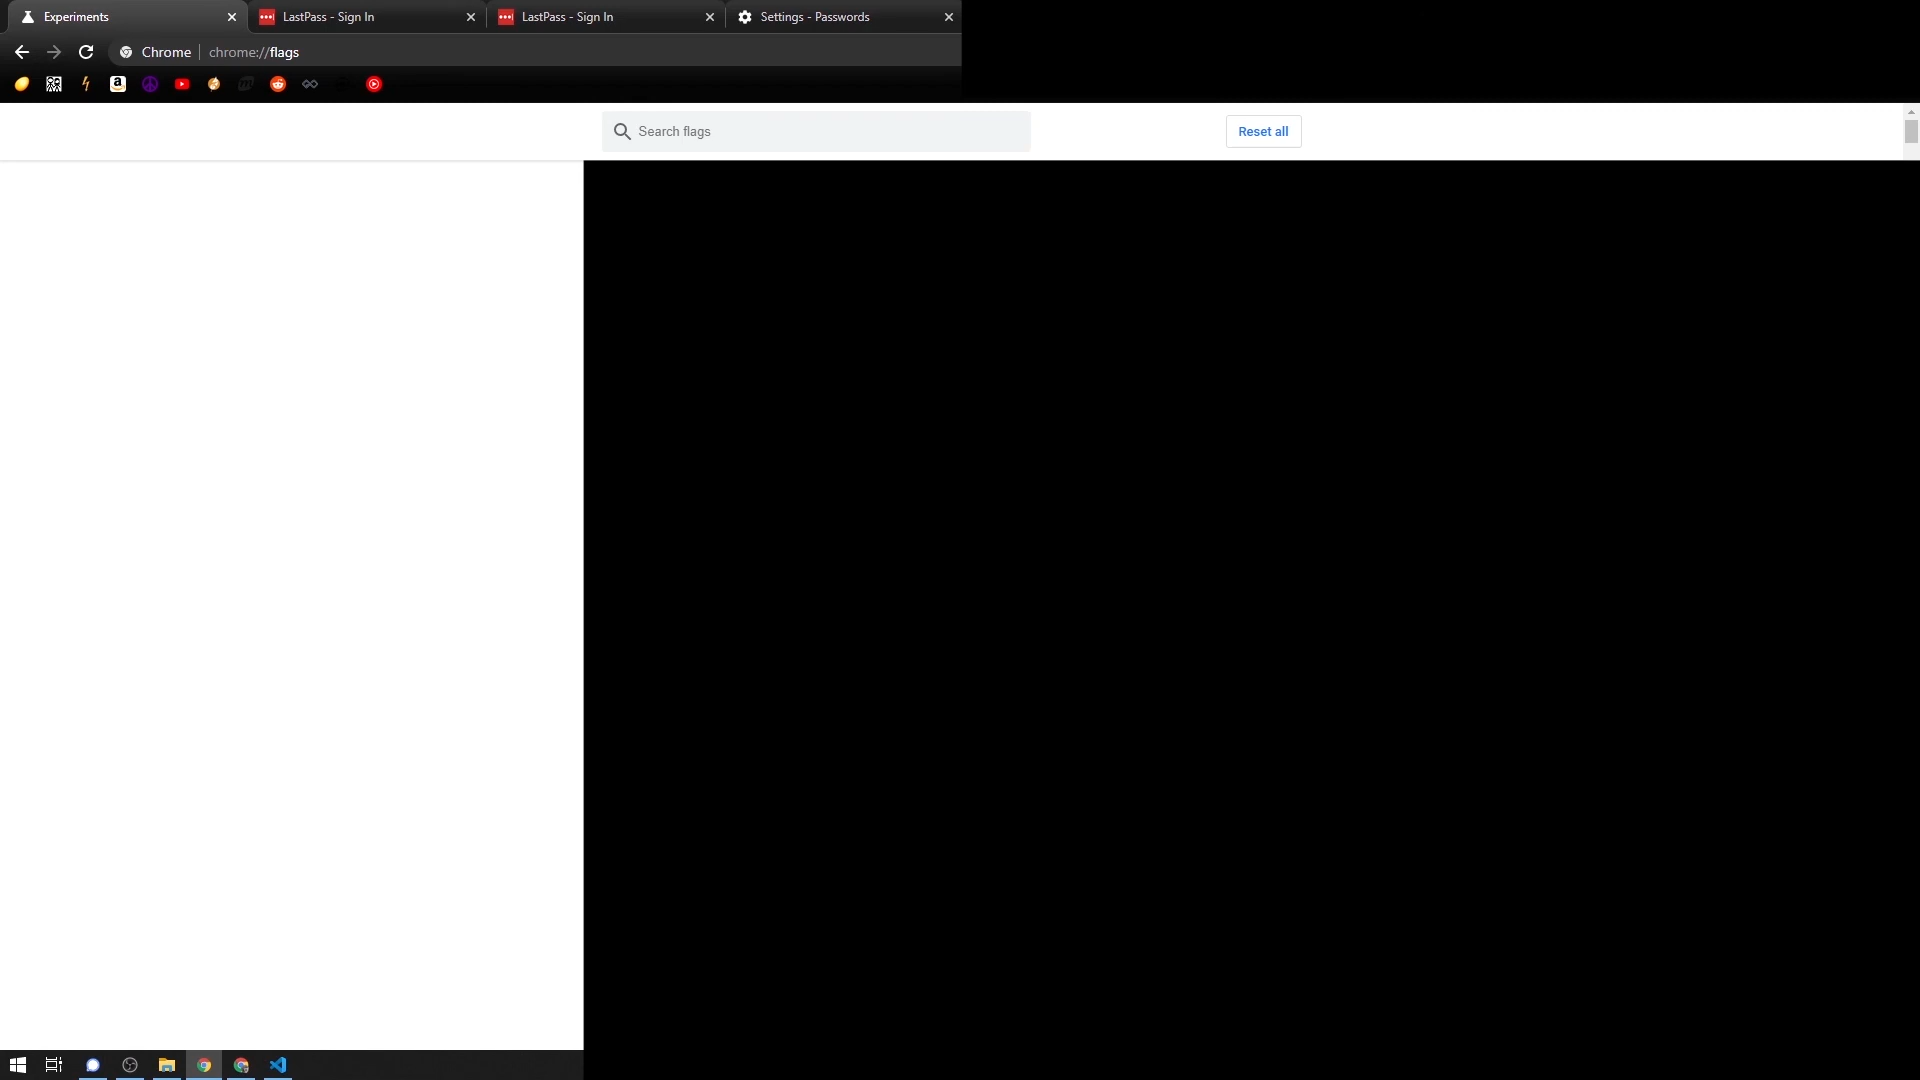 Experiments
LastPass - Sign In
LastPass - Sign In
Settings - Passwords
Chrome
chrome://flags
Search flags
Reset all